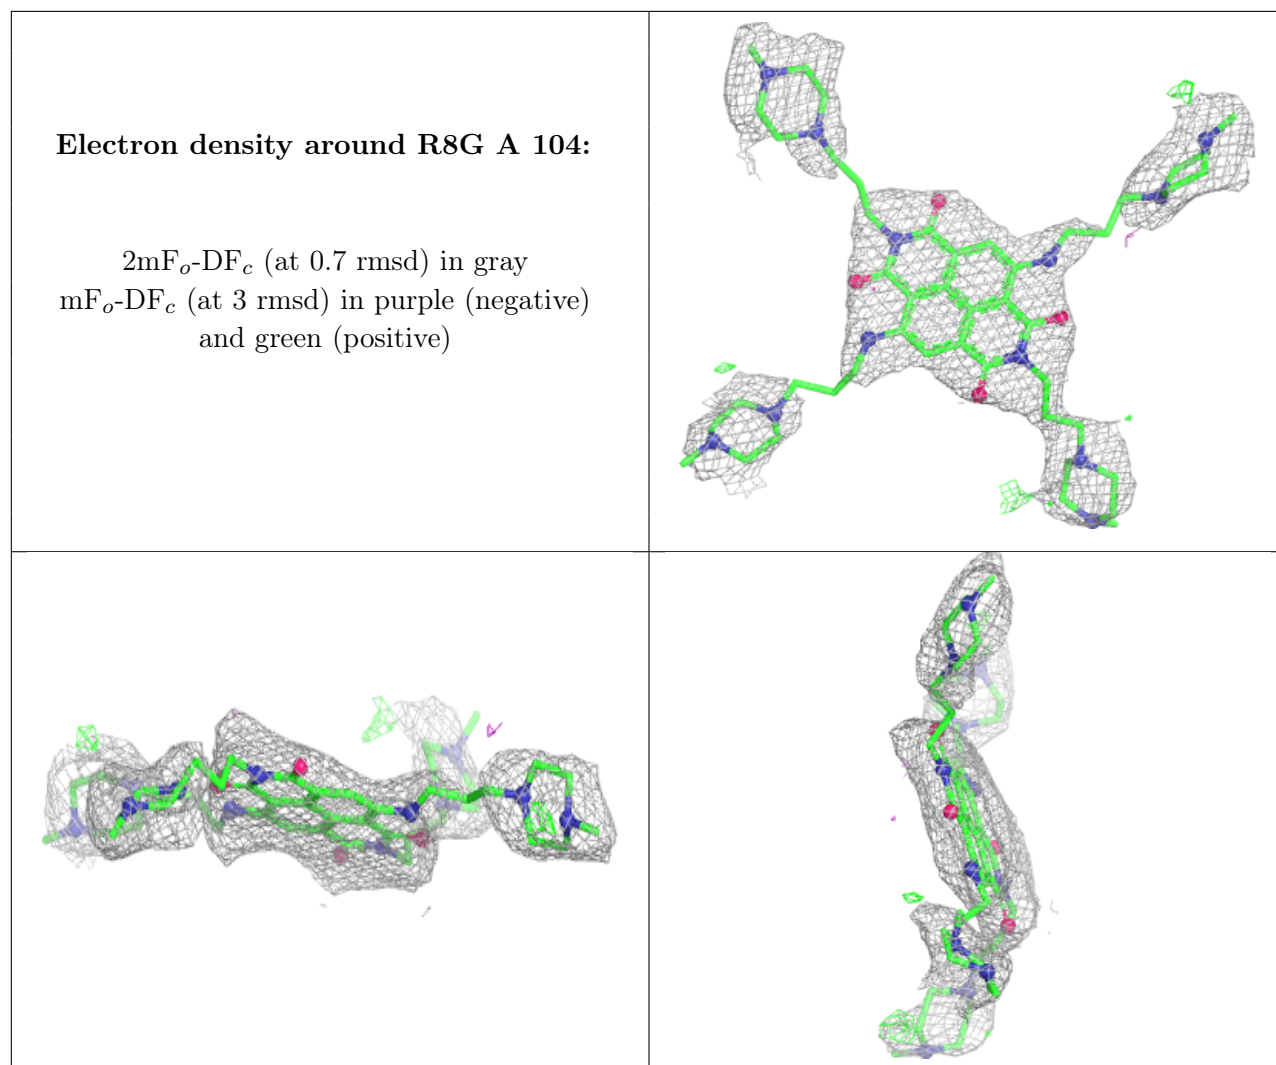 Electron density around R8G A 104:
2mFo-DFc (at 0.7 rmsd) in gray
mFo-DFc (at 3 rmsd) in purple (negative)
and green (positive)